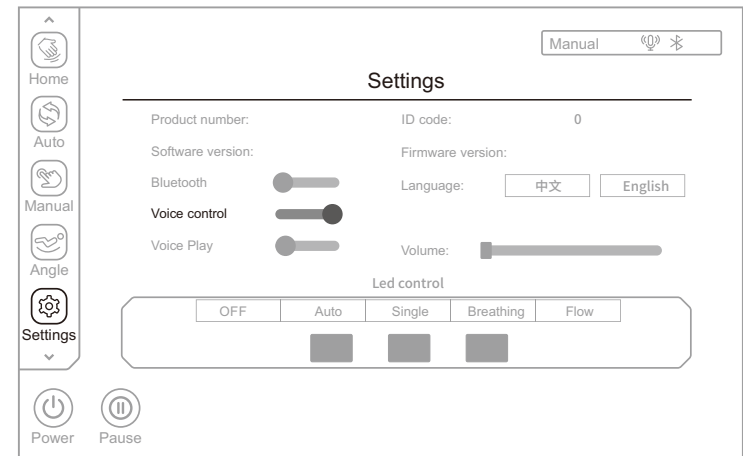 Manual
Home
Settings
Product number:
ID code:
0
Auto
Software version:
Firmware version:
Bluetooth
Language:
中文
English
Manual
Voice control
Voice Play
Volume:
Angle
Led control
OFF
Auto
Single
Breathing
Flow
Settings
Power
Pause